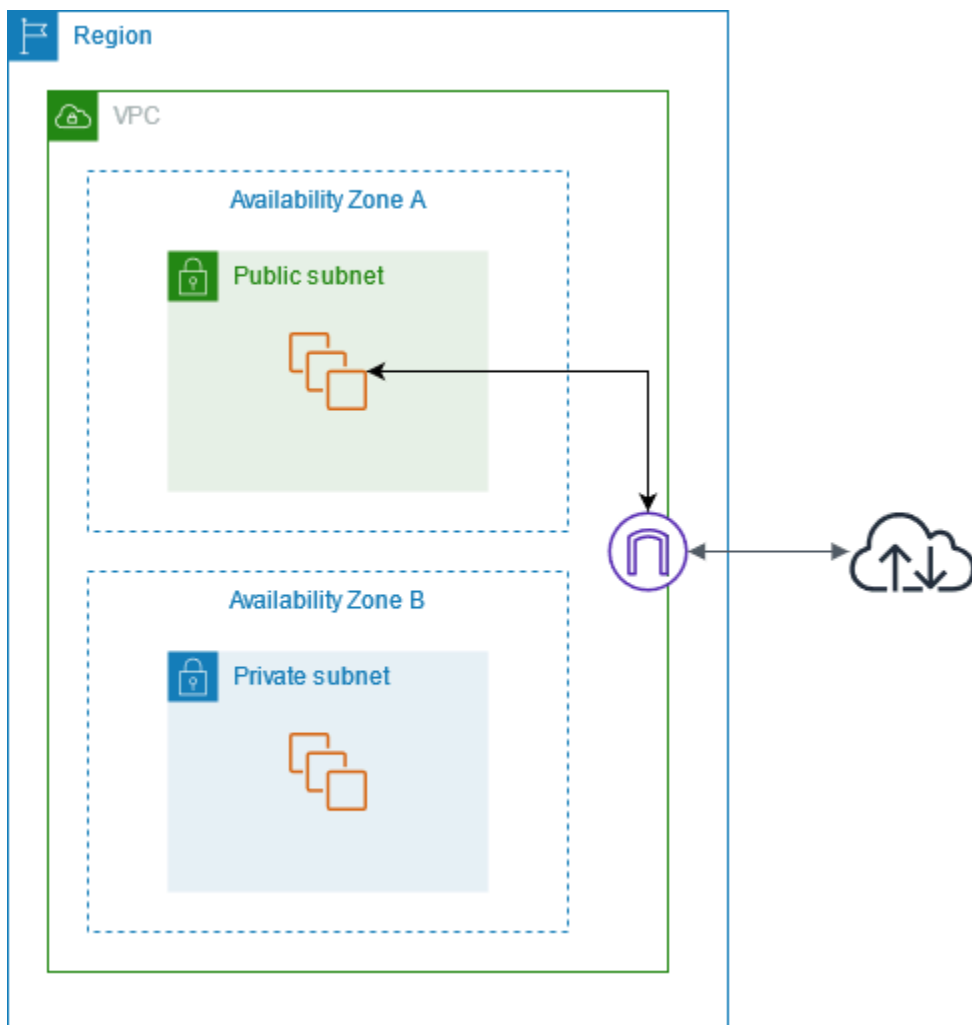 Region
VPC
Availability Zone A
Public subnet
Availability Zone B
Private subnet